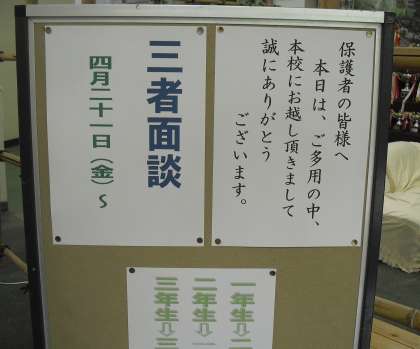 保護者の皆様へ
本日は、ご多用の中、
本校にお越し頂きまして
誠にありがとう
ございます。
三者面談
四月二十一日（金）～
一年生⇨二
二年生⇨一
三年生⇨三